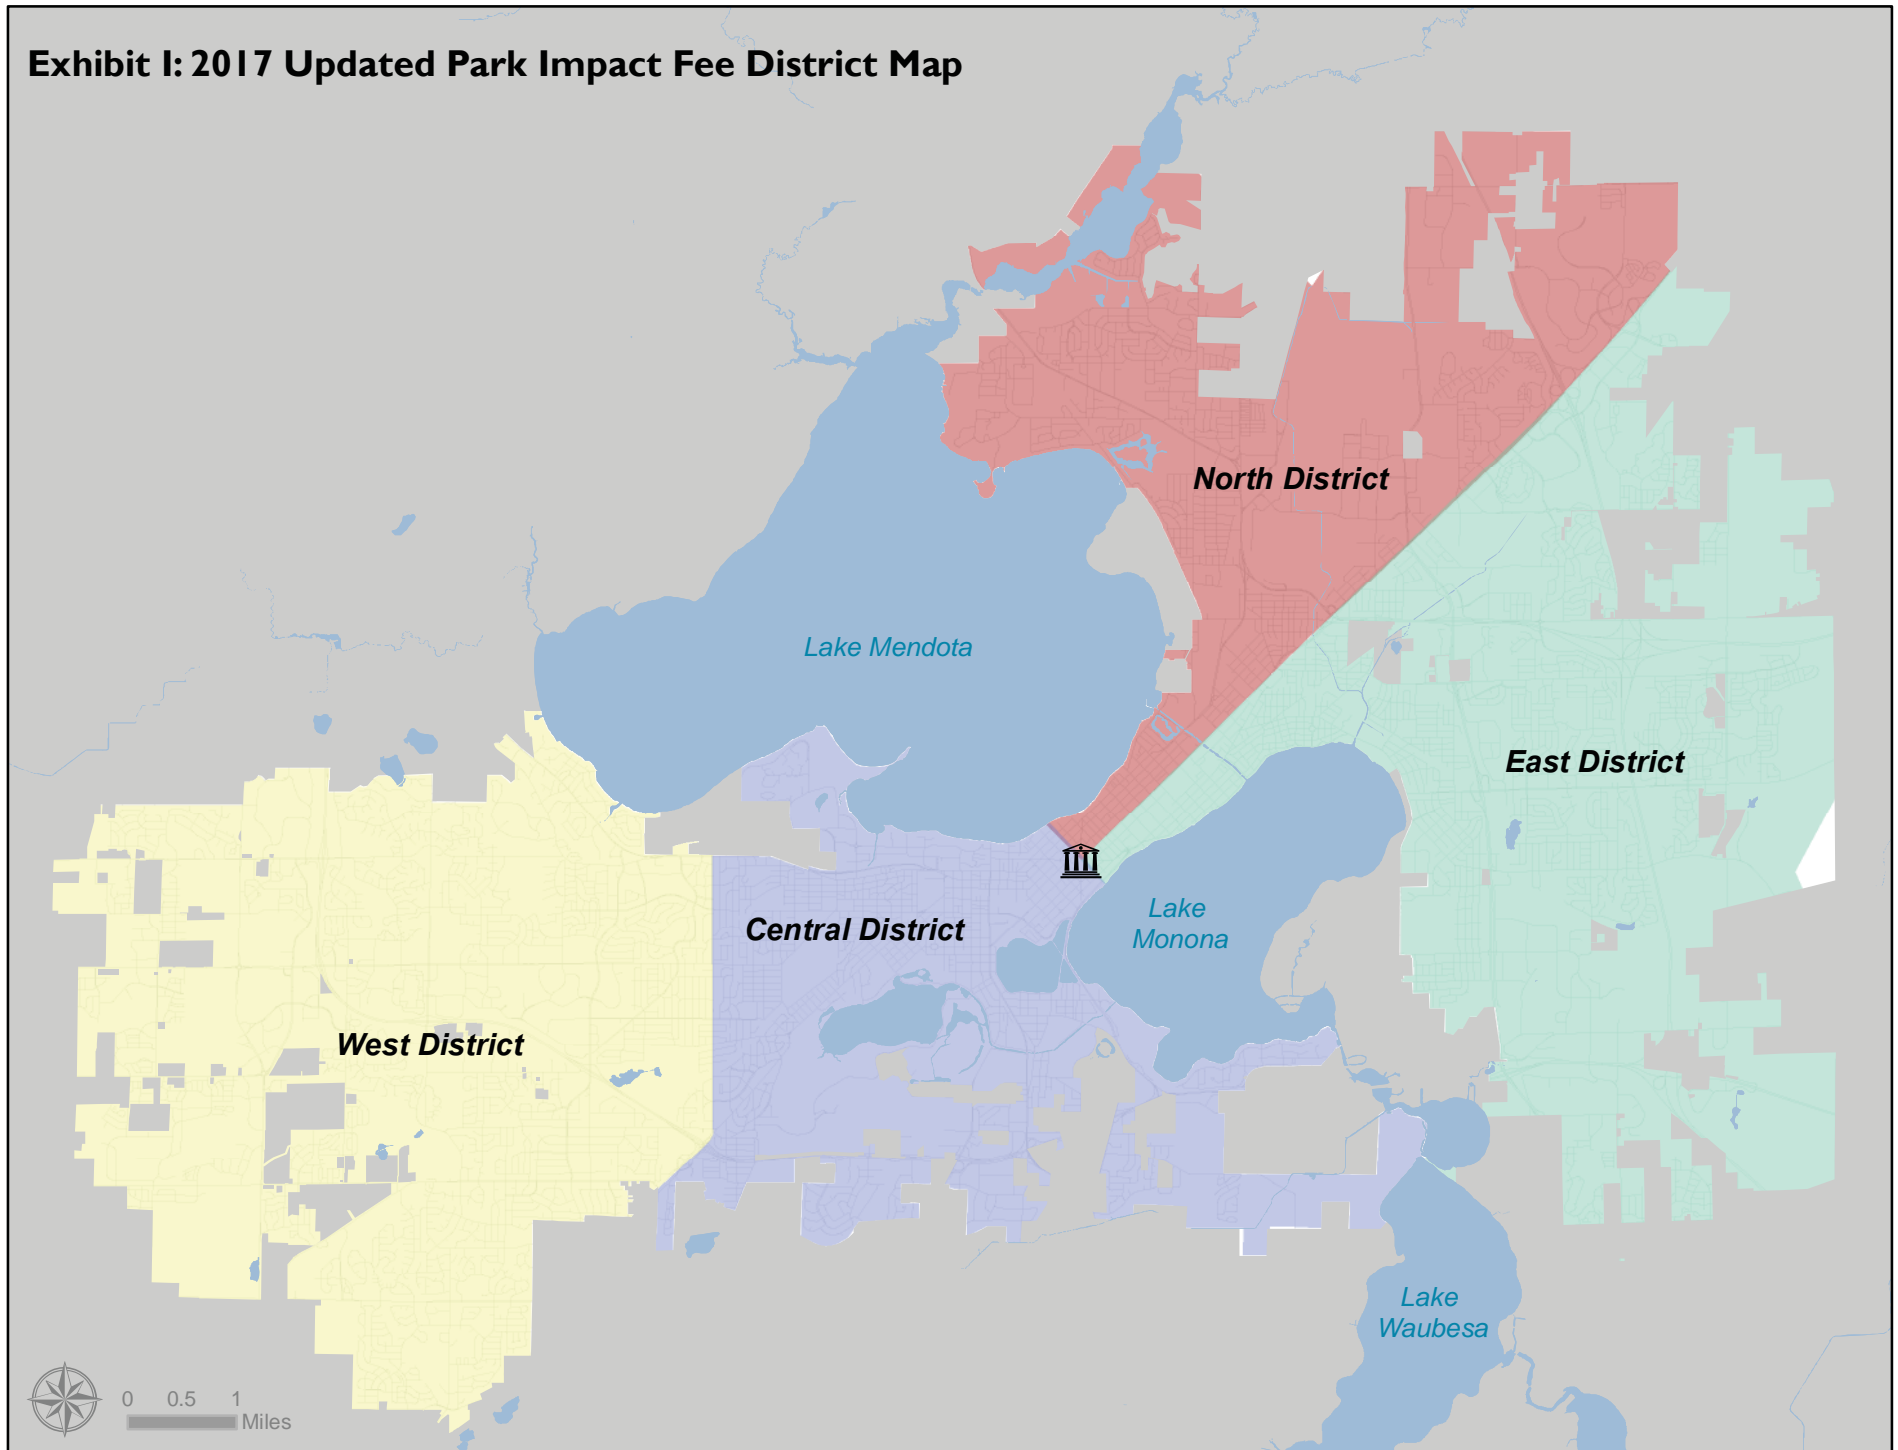 Exhibit I: 2017 Updated Park Impact Fee District Map
North District
Lake Mendota
East District
Lake
Monona
Central District
West District
Lake
Waubesa
0 0.5 1
Miles